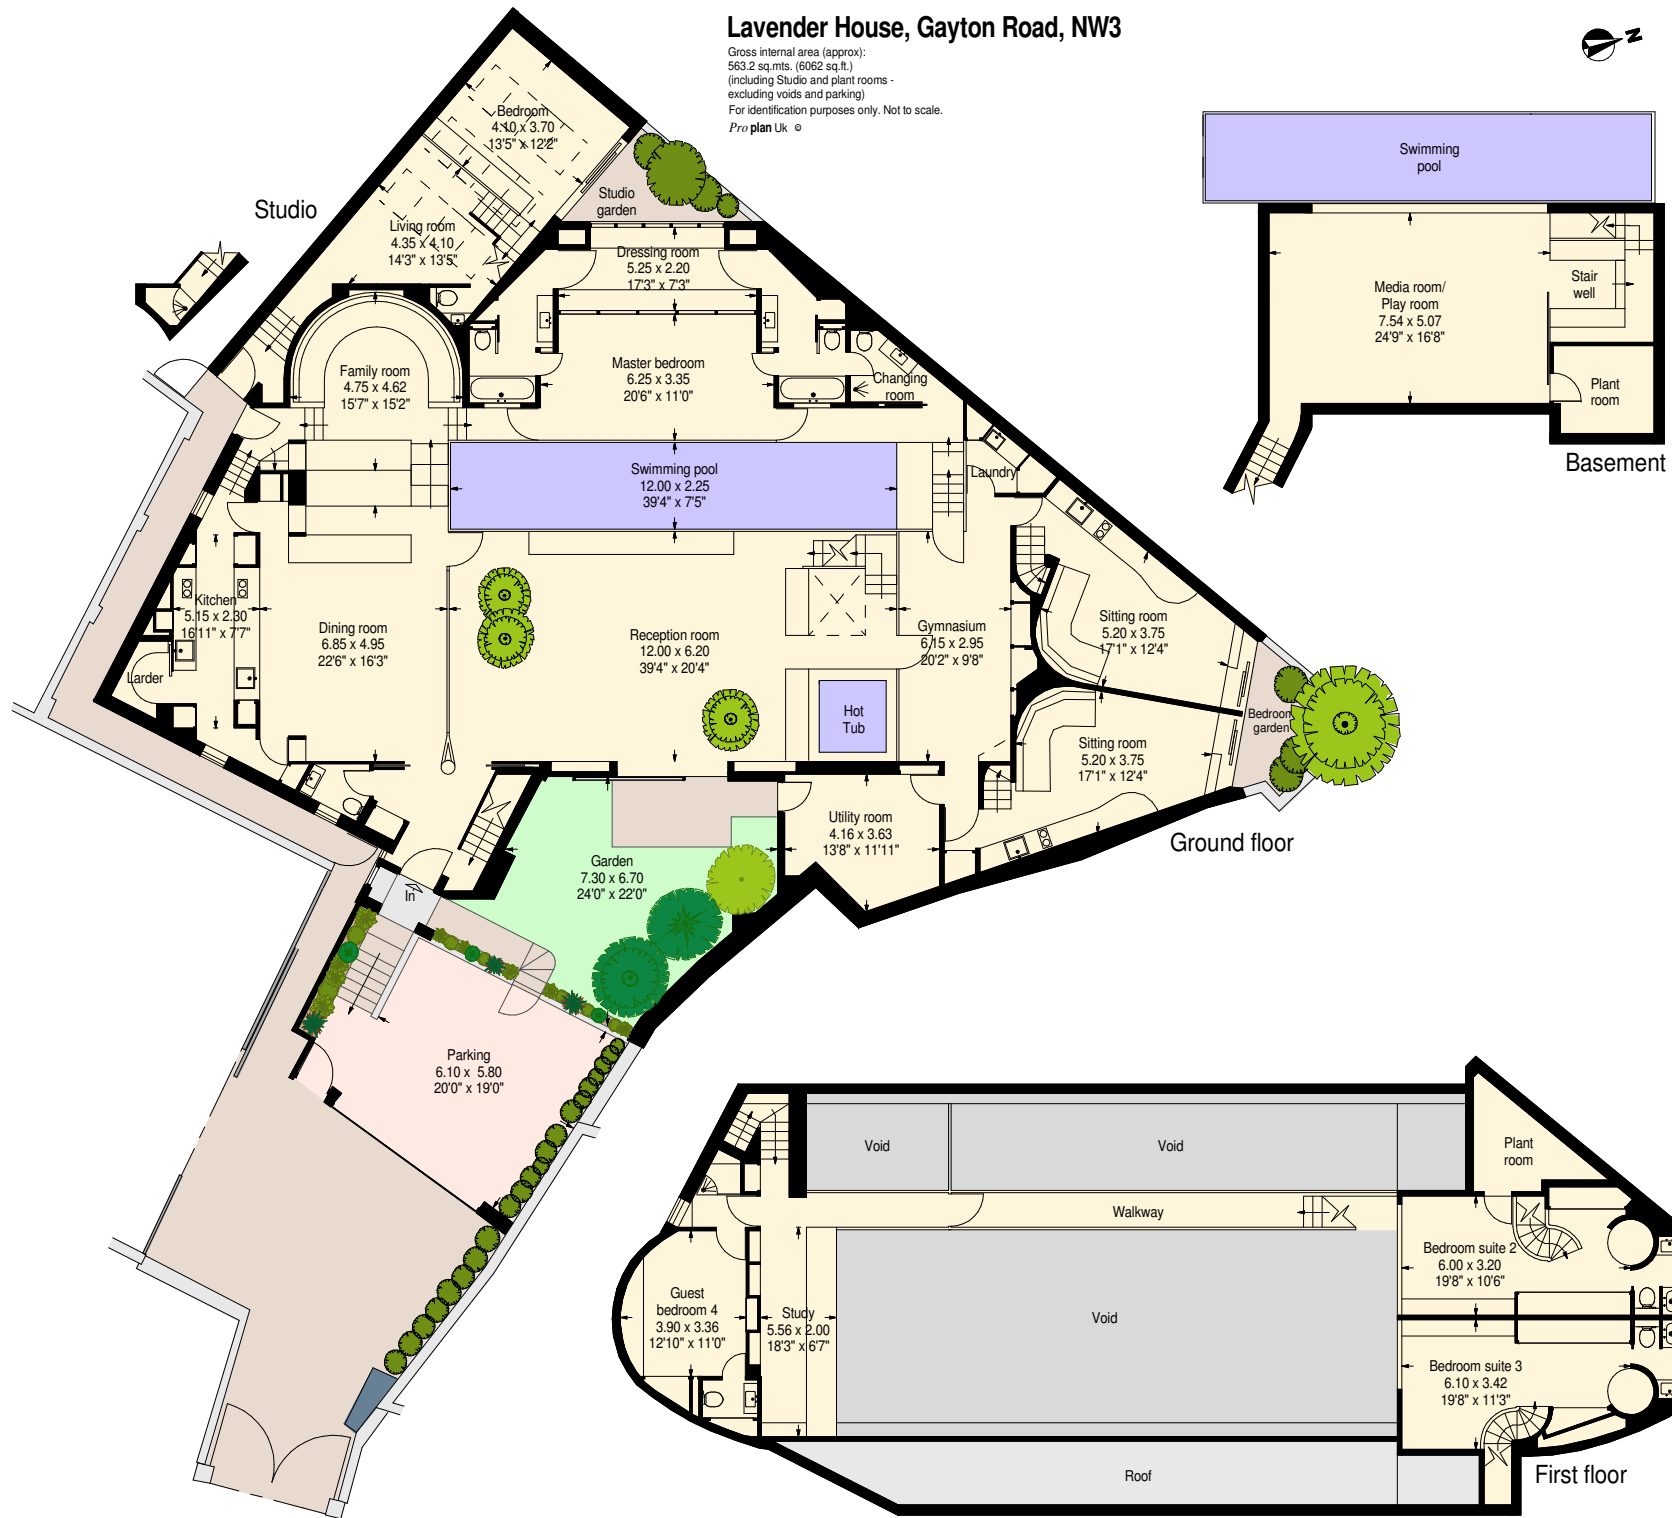 Lavender House, Gayton Road, NW3
Gross internal area (approx):
563.2 sq.mts. (6062 sq.ft.)
(including Studio and plant rooms -
excluding voids and parking)
For identification purposes only. Not to scale.
Pro plan Uk ©
N
Studio
Bedroom
4.10 x 3.70
13'5" x 12'2"
Living room
4.35 x 4.10
14'3" x 13'5"
Studio
garden
Dressing room
5.25 x 2.20
17'3" x 7'3"
Family room
4.75 x 4.62
15'7" x 15'2"
Master bedroom
6.25 x 3.35
20'6" x 11'0"
Changing
room
Swimming pool
12.00 x 2.25
39'4" x 7'5"
Laundry
Kitchen
5.15 x 2.30
16'11" x 7'7"
Larder
Dining room
6.85 x 4.95
22'6" x 16'3"
Reception room
12.00 x 6.20
39'4" x 20'4"
Hot
Tub
Gymnasium
6.15 x 2.95
20'2" x 9'8"
Sitting room
5.20 x 3.75
17'1" x 12'4"
Sitting room
5.20 x 3.75
17'1" x 12'4"
Bedroom
garden
Utility room
4.16 x 3.63
13'8" x 11'11"
Ground floor
Garden
7.30 x 6.70
24'0" x 22'0"
In
Parking
6.10 x 5.80
20'0" x 19'0"
Swimming
pool
Media room/
Play room
7.54 x 5.07
24'9" x 16'8"
Stair
well
Plant
room
Basement
Void
Void
Plant
room
Walkway
Guest
bedroom 4
3.90 x 3.36
12'10" x 11'0"
Study
5.56 x 2.00
18'3" x 6'7"
Void
Bedroom suite 2
6.00 x 3.20
19'8" x 10'6"
Bedroom suite 3
6.10 x 3.42
19'8" x 11'3"
Roof
First floor